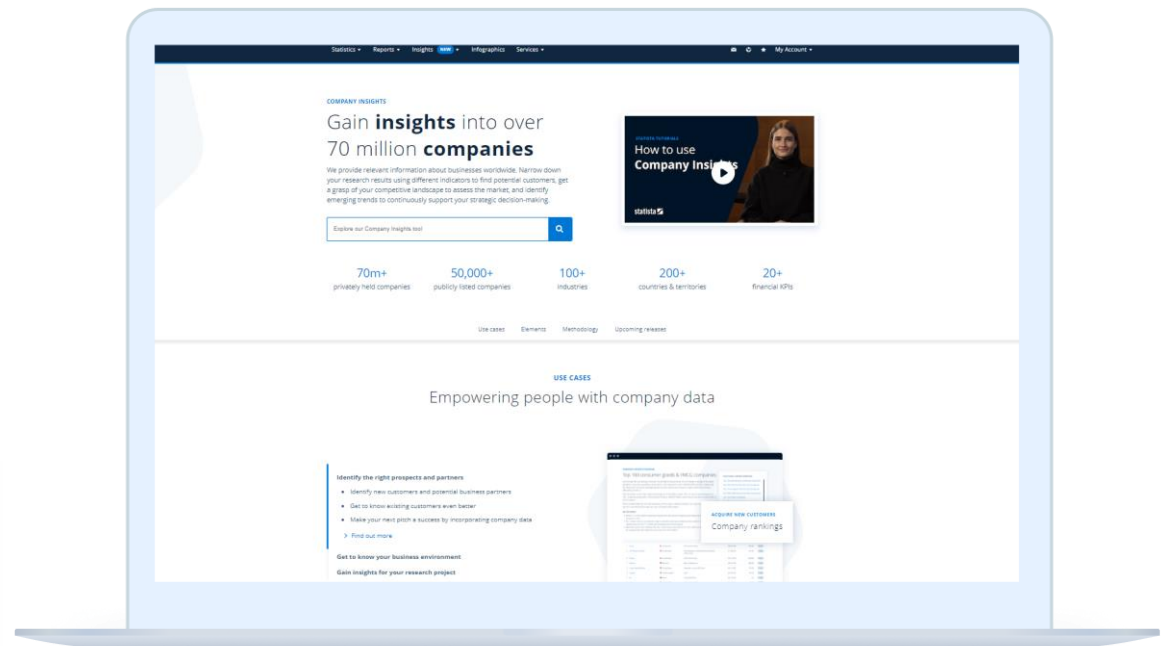 Statistics
Reports
Insights NEW
Infographics
Services
My Account
COMPANY INSIGHTS
Gain insights into over
70 million companies
We provide relevant information about businesses worldwide. Narrow down
your research results using different indicators to find potential customers, get
a grasp of your competitive landscape to assess the market, and identify
emerging trends to continuously support your strategic decision-making.
Explore our Company Insights tool
STATISTA TUTORIALS
How to use
Company Insights
statista
70m+
privately held companies
50,000+
publicly listed companies
100+
industries
200+
countries & territories
20+
financial KPIs
Use cases
Elements
Methodology
Upcoming releases
USE CASES
Empowering people with company data
Identify the right prospects and partners
Identify new customers and potential business partners
Get to know existing customers even better
Make your next pitch a success by incorporating company data
Find out more
Get to know your business environment
Gain insights for your research project
Top 100 consumer goods & FMCG companies
ACQUIRE NEW CUSTOMERS
Company rankings